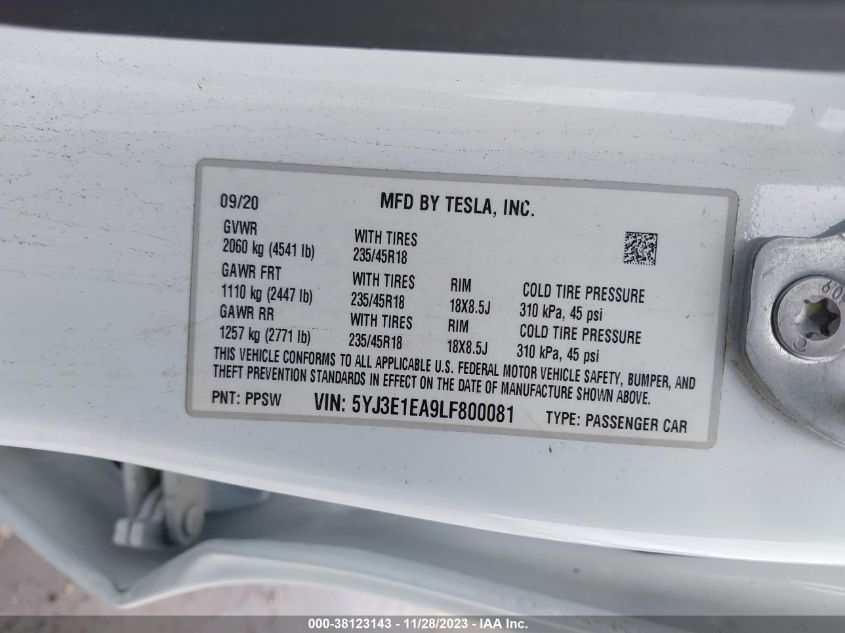 09/20 MFD BY TESLA, INC.
GVWR
2060 kg (4541 lb) WITH TIRES 235/45R18
GAWR FRT
1110 kg (2447 lb) WITH TIRES 235/45R18 RIM 18X8.5J COLD TIRE PRESSURE 310 kPa, 45 psi
GAWR RR
1257 kg (2771 lb) WITH TIRES 235/45R18 RIM 18X8.5J COLD TIRE PRESSURE 310 kPa, 45 psi
THIS VEHICLE CONFORMS TO ALL APPLICABLE U.S. FEDERAL MOTOR VEHICLE SAFETY, BUMPER, AND
THEFT PREVENTION STANDARDS IN EFFECT ON THE DATE OF MANUFACTURE SHOWN ABOVE.
PNT: PPSW VIN: 5YJ3E1EA9LF800081 TYPE: PASSENGER CAR
000-38123143 - 11/28/2023 - IAA Inc.